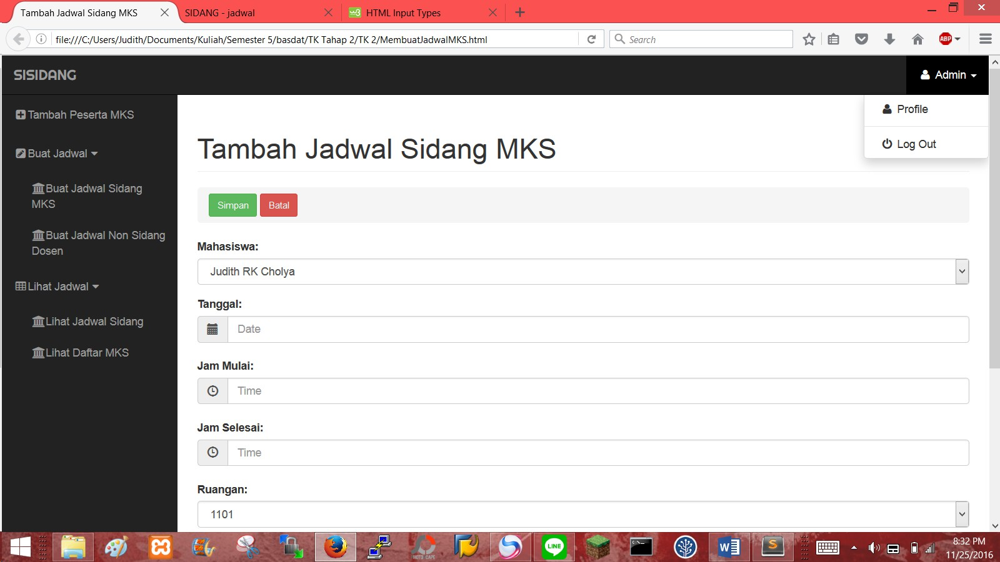 Tambah Jadwal Sidang MKS
SIDANG - jadwal
w3
HTML Input Types
file:///C:/Users/Judith/Documents/Kuliah/Semester 5/basdat/TK Tahap 2/TK 2/MembuatJadwalMKS.html
Search
ABP
SISIDANG
Admin
Profile
Log Out
Tambah Peserta MKS
Buat Jadwal
Buat Jadwal Sidang
MKS
Buat Jadwal Non Sidang
Dosen
Lihat Jadwal
Lihat Jadwal Sidang
Lihat Daftar MKS
Tambah Jadwal Sidang MKS
Simpan
Batal
Mahasiswa:
Judith RK Cholya
Tanggal:
Date
Jam Mulai:
Time
Jam Selesai:
Time
Ruangan:
1101
LINE
C:\_
W
S
8:32 PM
11/25/2016